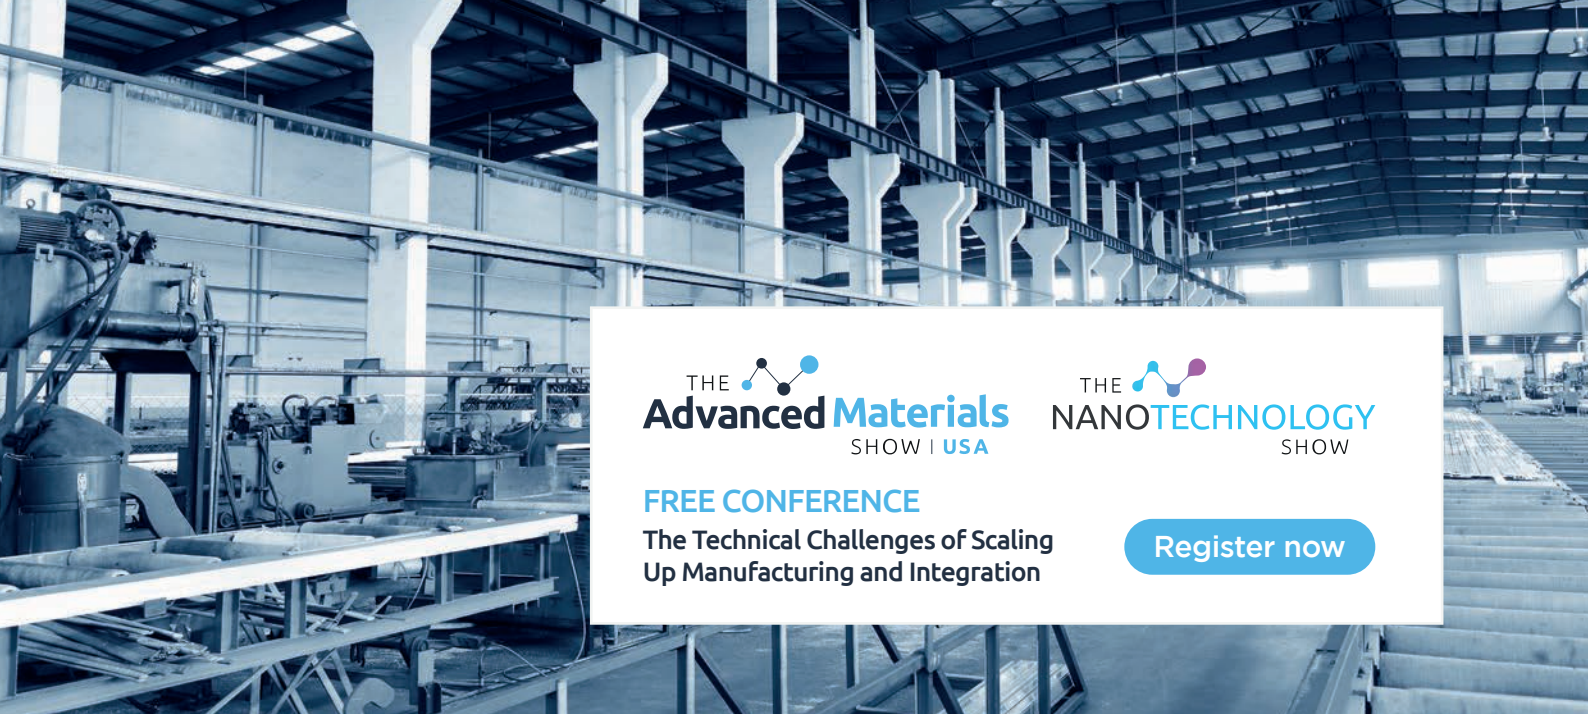 THE
Advanced Materials
SHOW | USA
THE
NANOTECHNOLOGY
SHOW
FREE CONFERENCE
The Technical Challenges of Scaling
Up Manufacturing and Integration
Register now